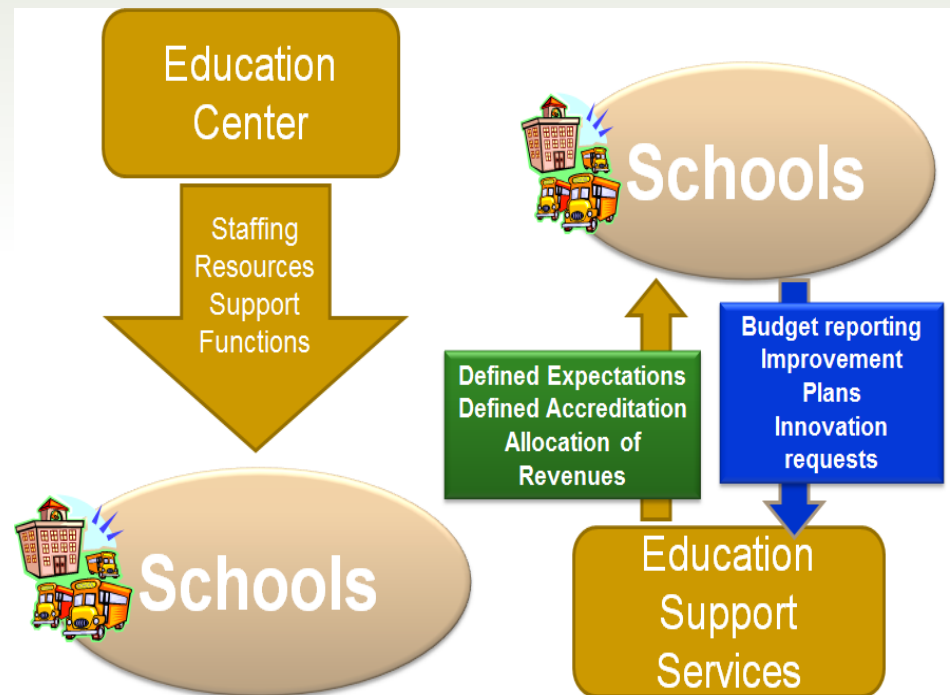 Education
Center
Staffing
Resources
Support
Functions
Schools
Schools
Defined Expectations
Defined Accreditation
Allocation of
Revenues
Budget reporting
Improvement
Plans
Innovation
requests
Education
Support
Services